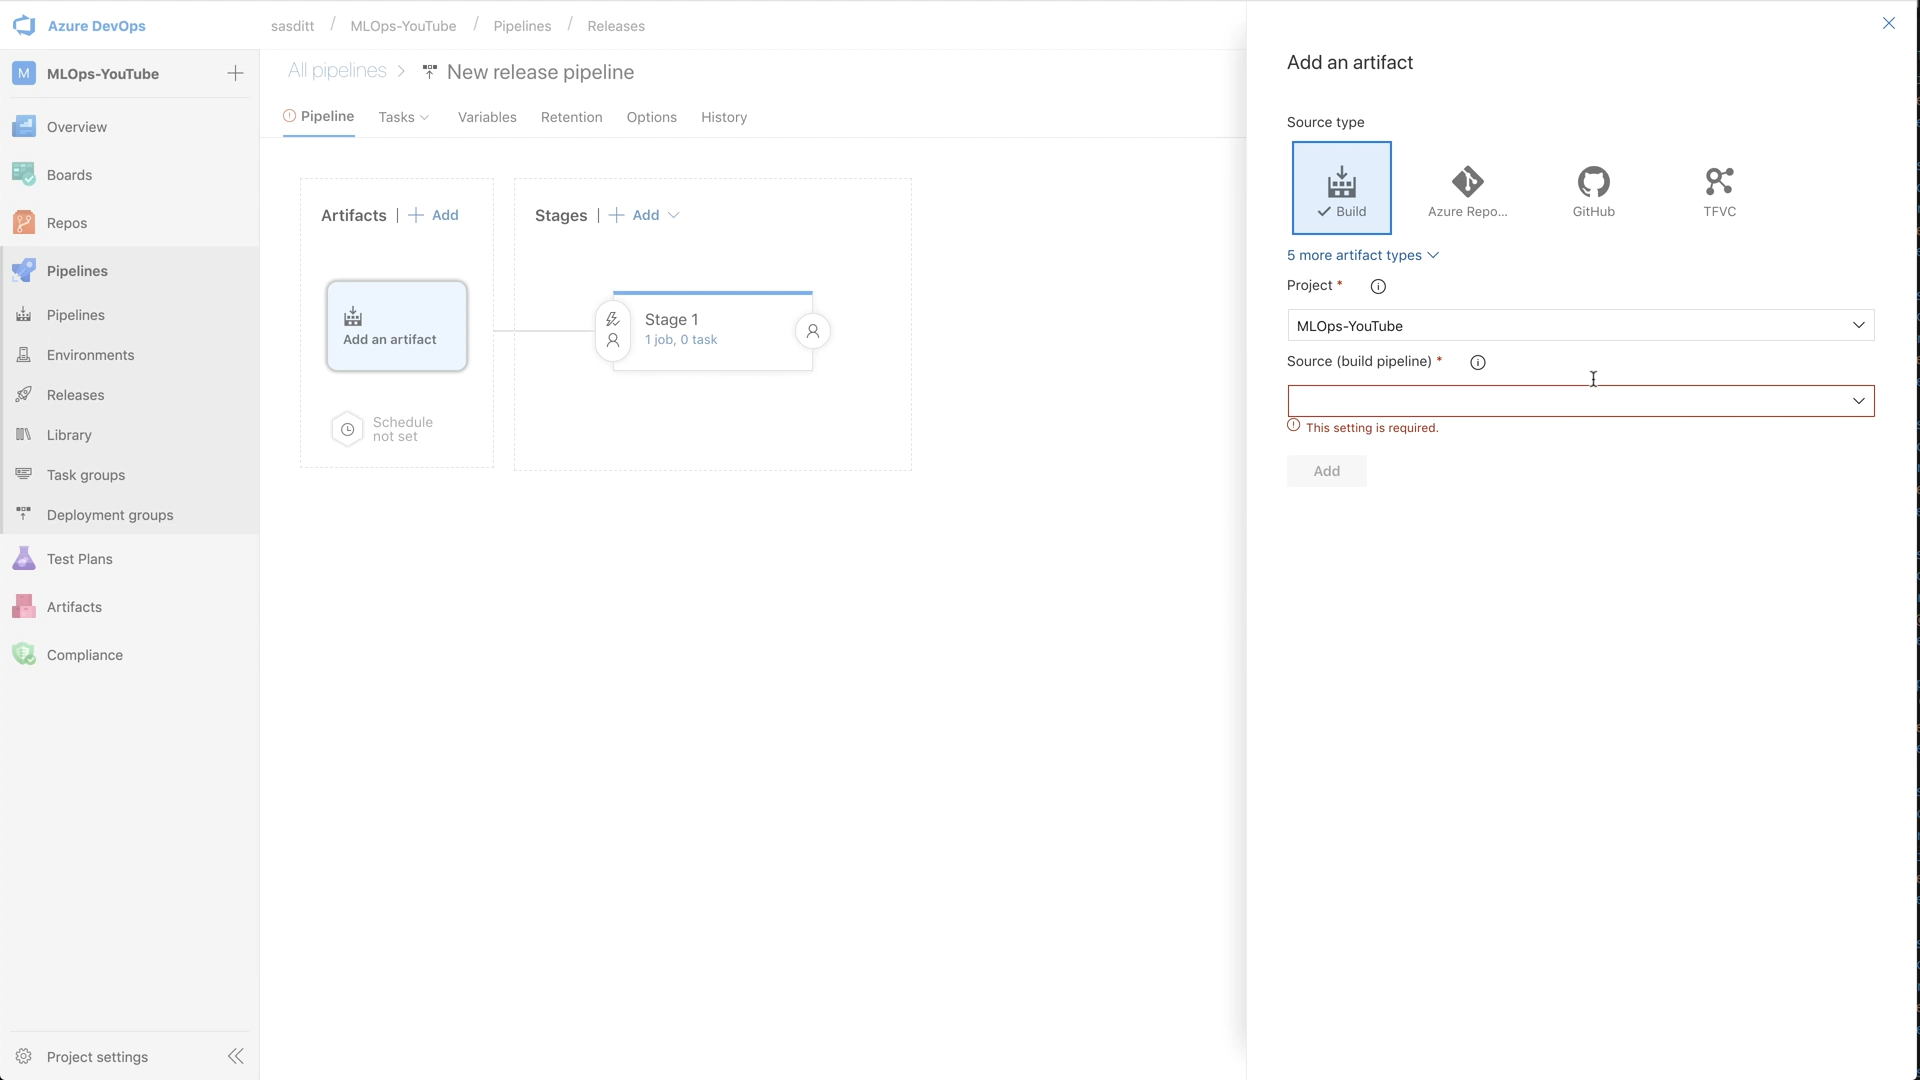 Azure DevOps
sasditt / MLOps-YouTube / Pipelines / Releases
M MLOps-YouTube
Overview
Boards
Repos
Pipelines
Pipelines
Environments
Releases
Library
Task groups
Deployment groups
Test Plans
Artifacts
Compliance
Project settings
All pipelines > New release pipeline
Pipeline Tasks Variables Retention Options History
Artifacts | + Add
Add an artifact
Schedule
not set
Stages | + Add
Stage 1
1 job, 0 task
Add an artifact
Source type
Build Azure Repo... GitHub TFVC
5 more artifact types
Project *
MLOps-YouTube
Source (build pipeline) *
This setting is required.
Add